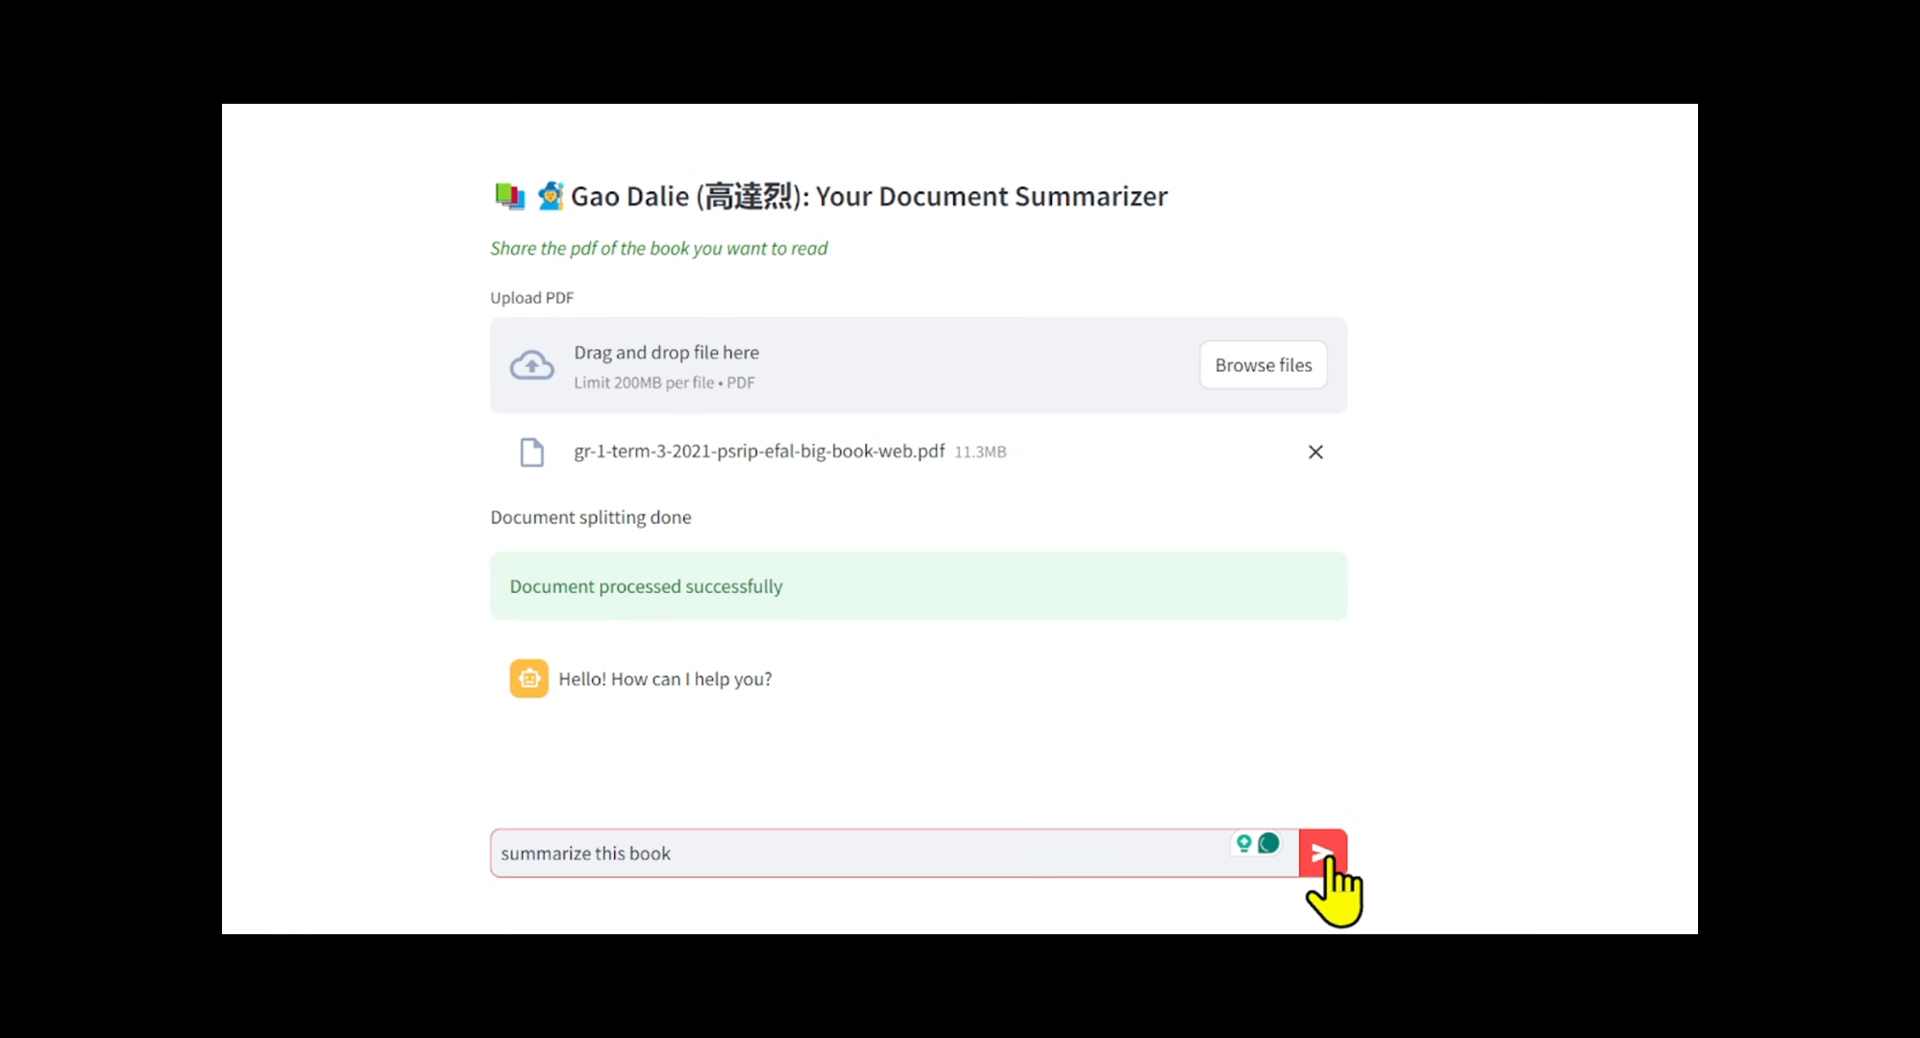 Gao Dalie (高達烈): Your Document Summarizer
Share the pdf of the book you want to read
Upload PDF
Drag and drop file here
Limit 200MB per file • PDF
Browse files
gr-1-term-3-2021-psrip-efal-big-book-web.pdf 11.3MB
Document splitting done
Document processed successfully
Hello! How can I help you?
summarize this book